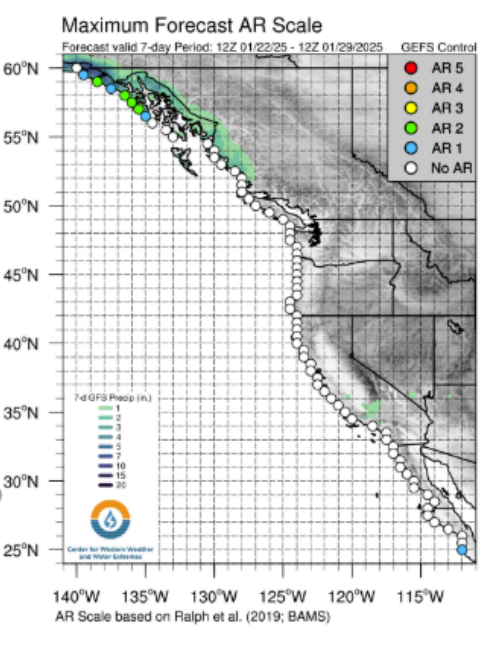 Maximum Forecast AR Scale
Forecast valid 7-day Period: 12Z 01/22/25 - 12Z 01/29/2025 GEFS Control
60°N
55°N
50°N
45°N
40°N
35°N
30°N
25°N
AR 5
AR 4
AR 3
AR 2
AR 1
No AR
7-d GFS Precip (in.)
1
2
3
4
5
7
10
15
20
Center for Western Weather
and Water Extremes
140°W 135°W 130°W 125°W 120°W 115°W
AR Scale based on Ralph et al. (2019; BAMS)